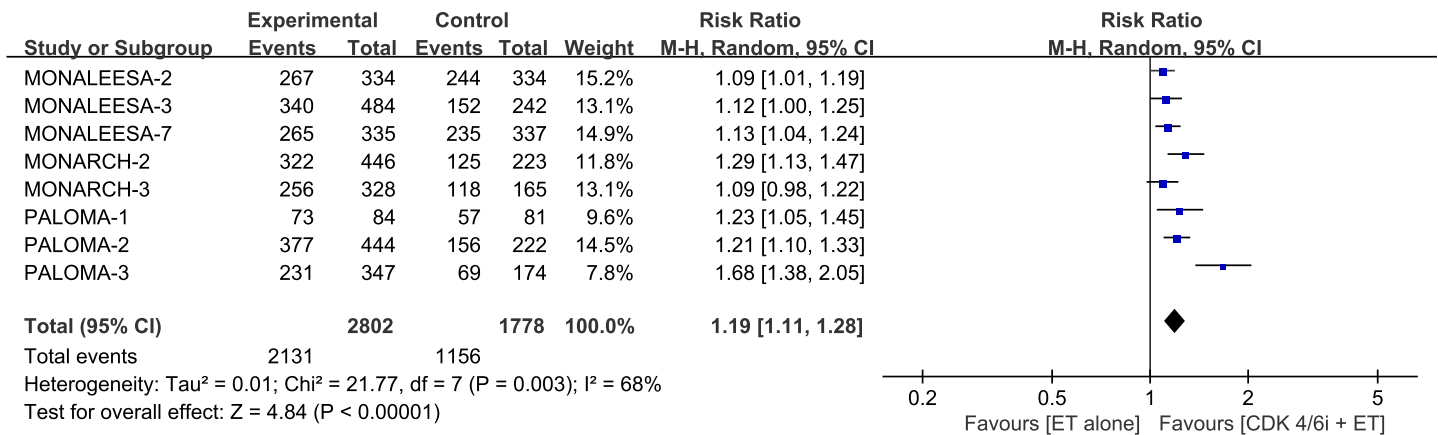 Experimental Control Risk Ratio Risk Ratio
Study or Subgroup Events Total Events Total Weight M-H, Random, 95% CI M-H, Random, 95% CI
MONALEESA-2 267 334 244 334 15.2% 1.09 [1.01, 1.19]
MONALEESA-3 340 484 152 242 13.1% 1.12 [1.00, 1.25]
MONALEESA-7 265 335 235 337 14.9% 1.13 [1.04, 1.24]
MONARCH-2 322 446 125 223 11.8% 1.29 [1.13, 1.47]
MONARCH-3 256 328 118 165 13.1% 1.09 [0.98, 1.22]
PALOMA-1 73 84 57 81 9.6% 1.23 [1.05, 1.45]
PALOMA-2 377 444 156 222 14.5% 1.21 [1.10, 1.33]
PALOMA-3 231 347 69 174 7.8% 1.68 [1.38, 2.05]
Total (95% CI) 2802 1778 100.0% 1.19 [1.11, 1.28]
Total events 2131 1156
Heterogeneity: Tau² = 0.01; Chi² = 21.77, df = 7 (P = 0.003); I² = 68%
Test for overall effect: Z = 4.84 (P < 0.00001)
0.2 0.5 1 2 5
Favours [ET alone] Favours [CDK 4/6i + ET]